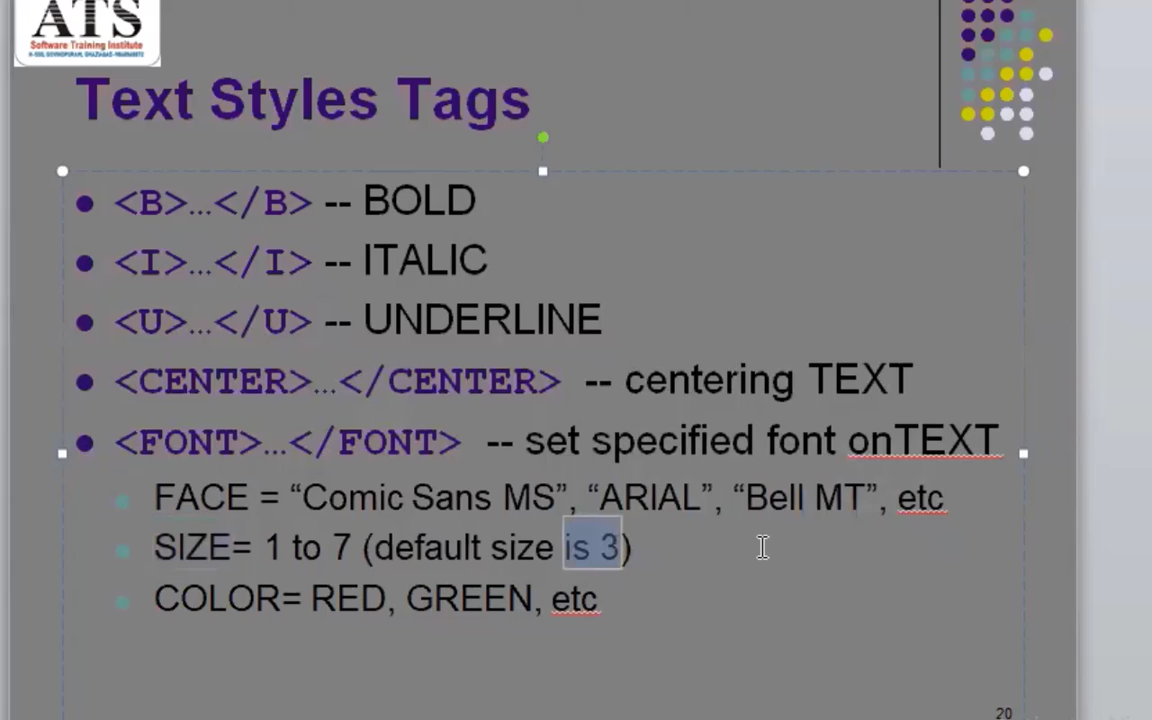 ATS
Software Training Institute
Text Styles Tags
<B>…</B> -- BOLD
<I>…</I> -- ITALIC
<U>…</U> -- UNDERLINE
<CENTER>…</CENTER> -- centering TEXT
<FONT>…</FONT> -- set specified font onTEXT
FACE = “Comic Sans MS”, “ARIAL”, “Bell MT”, etc
SIZE= 1 to 7 (default size is 3)
COLOR= RED, GREEN, etc
20